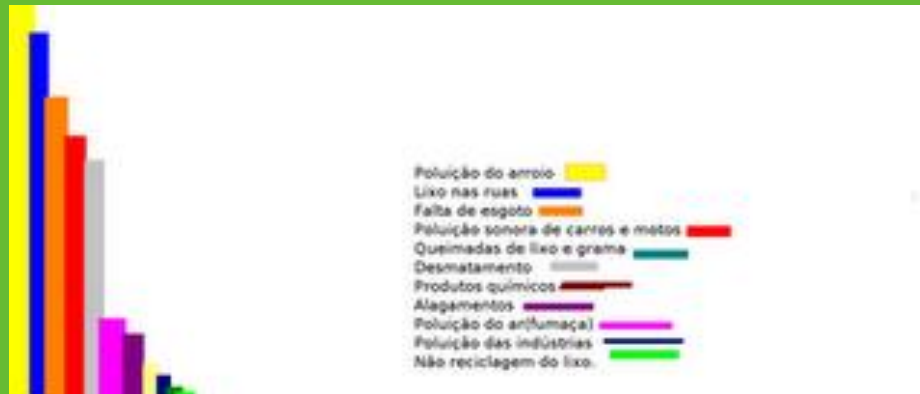 Poluição do arroio
Lixo nas ruas
Falta de esgoto
Poluição sonora de carros e motos
Queimadas de lixo e grama
Desmatamento
Produtos químicos
Alagamentos
Poluição do ar(fumaça)
Poluição das indústrias
Não reciclagem do lixo.